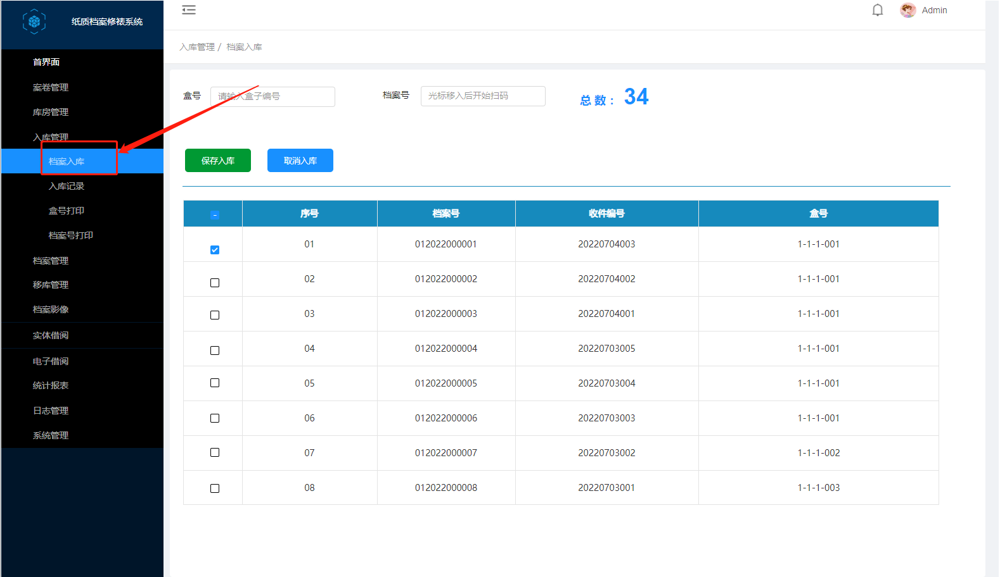 纸质档案修裱系统
Admin
首界面
案卷管理
库房管理
入库管理
档案入库
入库记录
盒号打印
档案号打印
档案管理
移库管理
档案影像
实体借阅
电子借阅
统计报表
日志管理
系统管理
入库管理 / 档案入库
盒号 请输入盒子编号 档案号 光标移入后开始扫码 总 数： 34
保存入库 取消入库
序号 档案号 收件编号 盒号
01 012022000001 20220704003 1-1-1-001
02 012022000002 20220704002 1-1-1-001
03 012022000003 20220704001 1-1-1-001
04 012022000004 20220703005 1-1-1-001
05 012022000005 20220703004 1-1-1-001
06 012022000006 20220703003 1-1-1-001
07 012022000007 20220703002 1-1-1-002
08 012022000008 20220703001 1-1-1-003